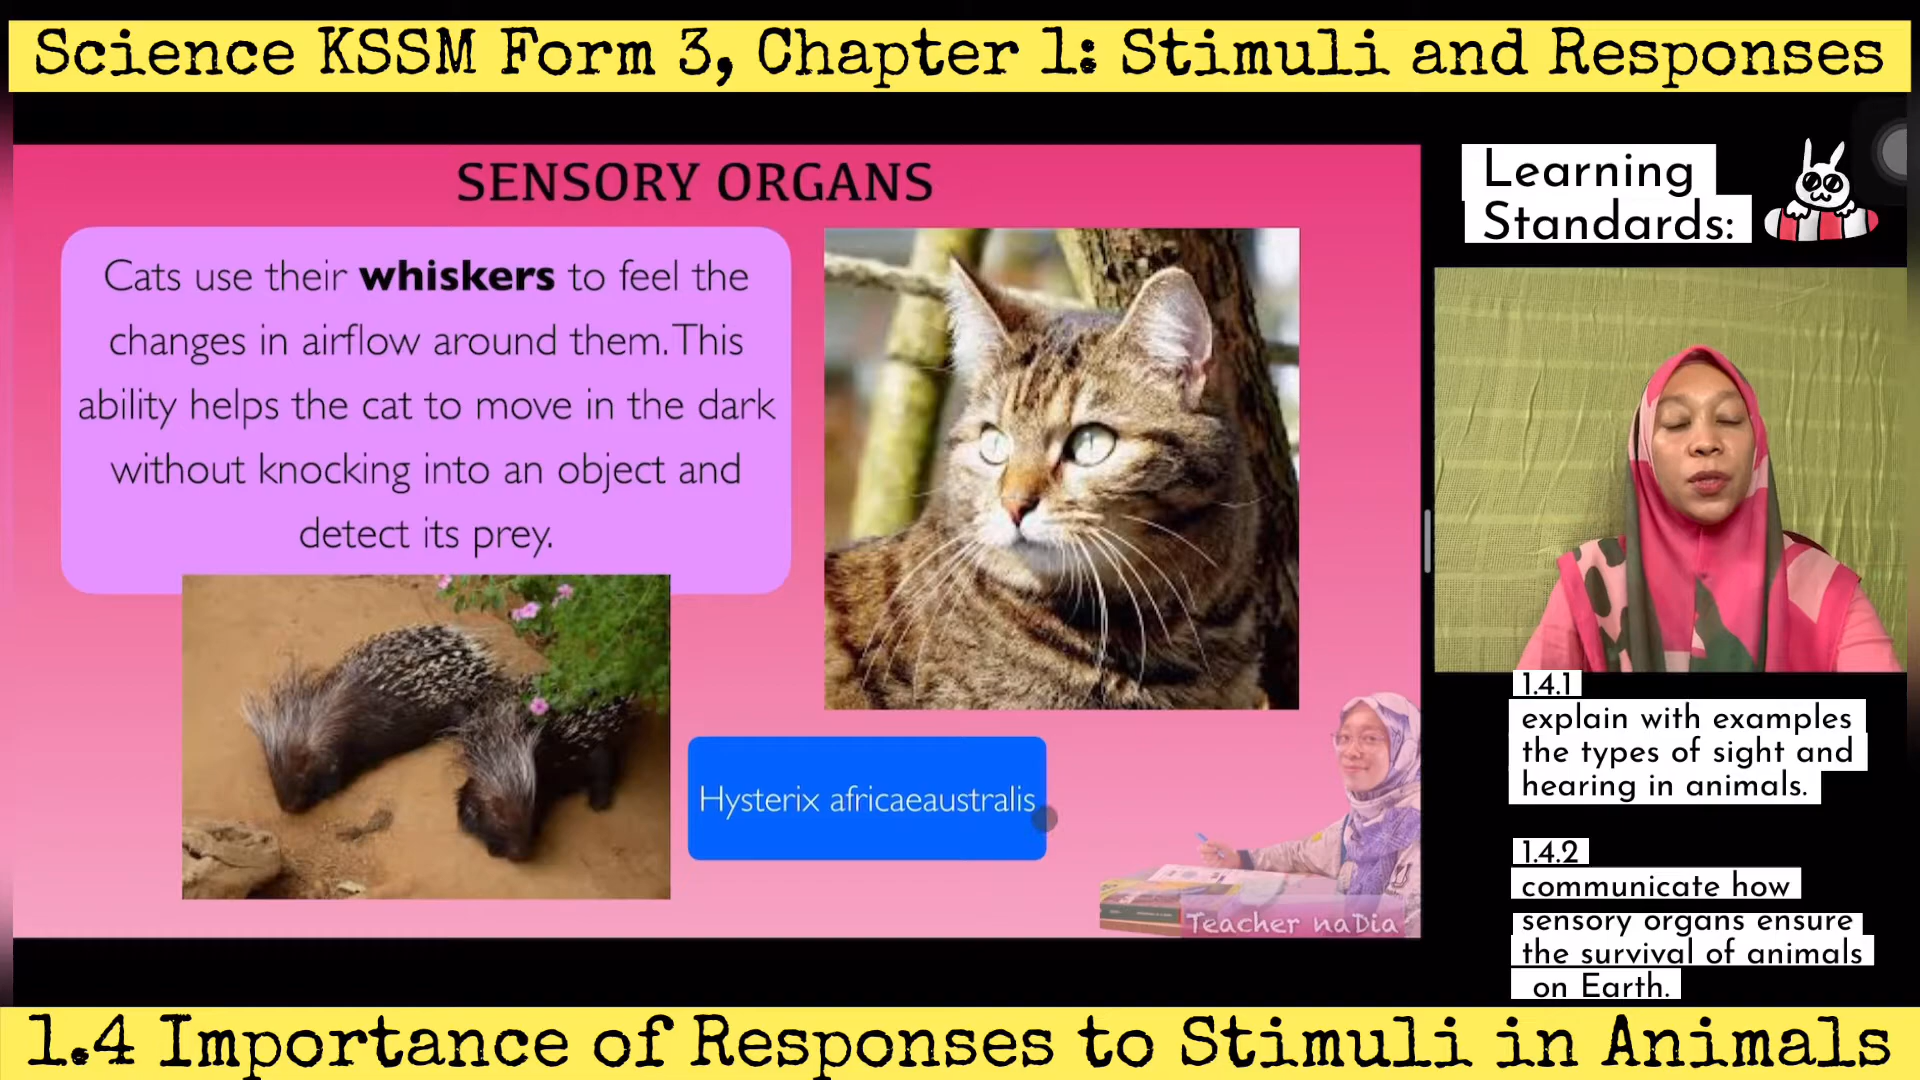 Science KSSM Form 3, Chapter 1: Stimuli and Responses
SENSORY ORGANS
Cats use their whiskers to feel the
changes in airflow around them. This
ability helps the cat to move in the dark
without knocking into an object and
detect its prey.
Hysterix africaeaustralis
Teacher naDia
Learning
Standards:
1.4.1
explain with examples
the types of sight and
hearing in animals.
1.4.2
communicate how
sensory organs ensure
the survival of animals
on Earth.
1.4 Importance of Responses to Stimuli in Animals